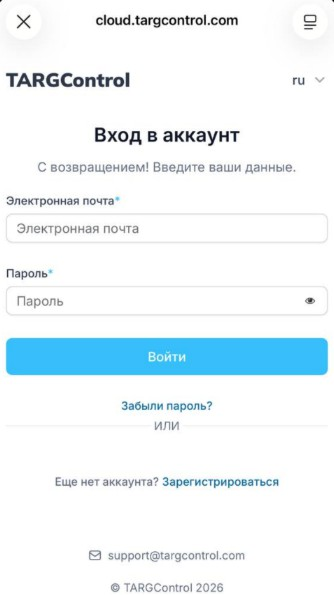 cloud.targcontrol.com
TARGControl
ru
Вход в аккаунт
С возвращением! Введите ваши данные.
Электронная почта*
Электронная почта
Пароль*
Пароль
Войти
Забыли пароль?
ИЛИ
Еще нет аккаунта? Зарегистрироваться
support@targcontrol.com
© TARGControl 2026